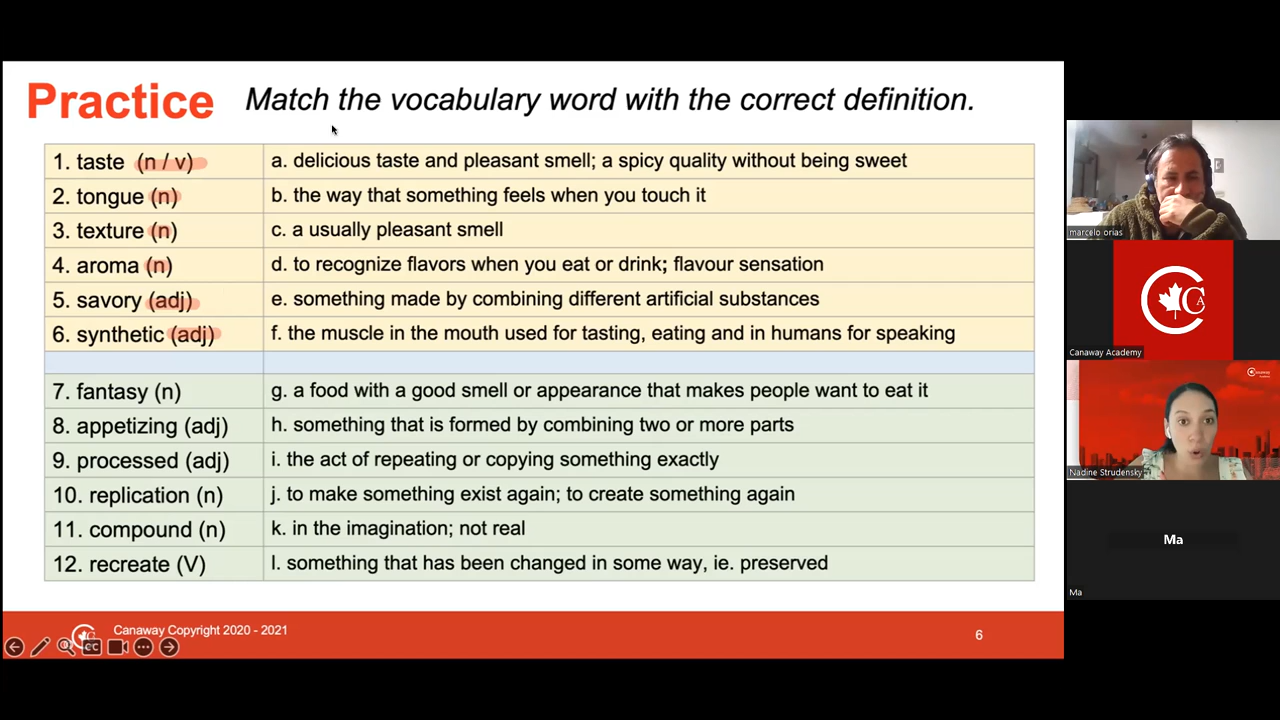 Practice Match the vocabulary word with the correct definition.
1. taste (n / v) a. delicious taste and pleasant smell; a spicy quality without being sweet
2. tongue (n) b. the way that something feels when you touch it
3. texture (n) c. a usually pleasant smell
4. aroma (n) d. to recognize flavors when you eat or drink; flavour sensation
5. savory (adj) e. something made by combining different artificial substances
6. synthetic (adj) f. the muscle in the mouth used for tasting, eating and in humans for speaking
7. fantasy (n) g. a food with a good smell or appearance that makes people want to eat it
8. appetizing (adj) h. something that is formed by combining two or more parts
9. processed (adj) i. the act of repeating or copying something exactly
10. replication (n) j. to make something exist again; to create something again
11. compound (n) k. in the imagination; not real
12. recreate (V) l. something that has been changed in some way, ie. preserved
Canaway Copyright 2020 - 2021
6
CC
marcelo orias
CA
Canaway Academy
Canaway
Nadine Strudensky
Ma
Ma